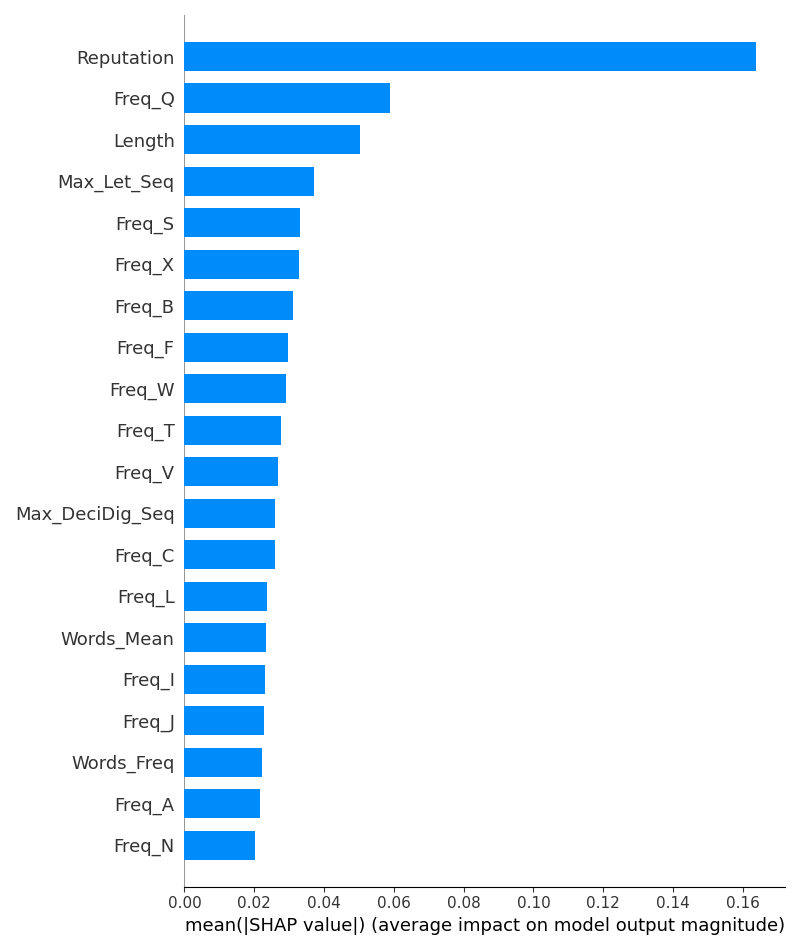 Reputation
Freq_Q
Length
Max_Let_Seq
Freq_S
Freq_X
Freq_B
Freq_F
Freq_W
Freq_T
Freq_V
Max_DeciDig_Seq
Freq_C
Freq_L
Words_Mean
Freq_I
Freq_J
Words_Freq
Freq_A
Freq_N
0.00 0.02 0.04 0.06 0.08 0.10 0.12 0.14 0.16
mean(|SHAP value|) (average impact on model output magnitude)